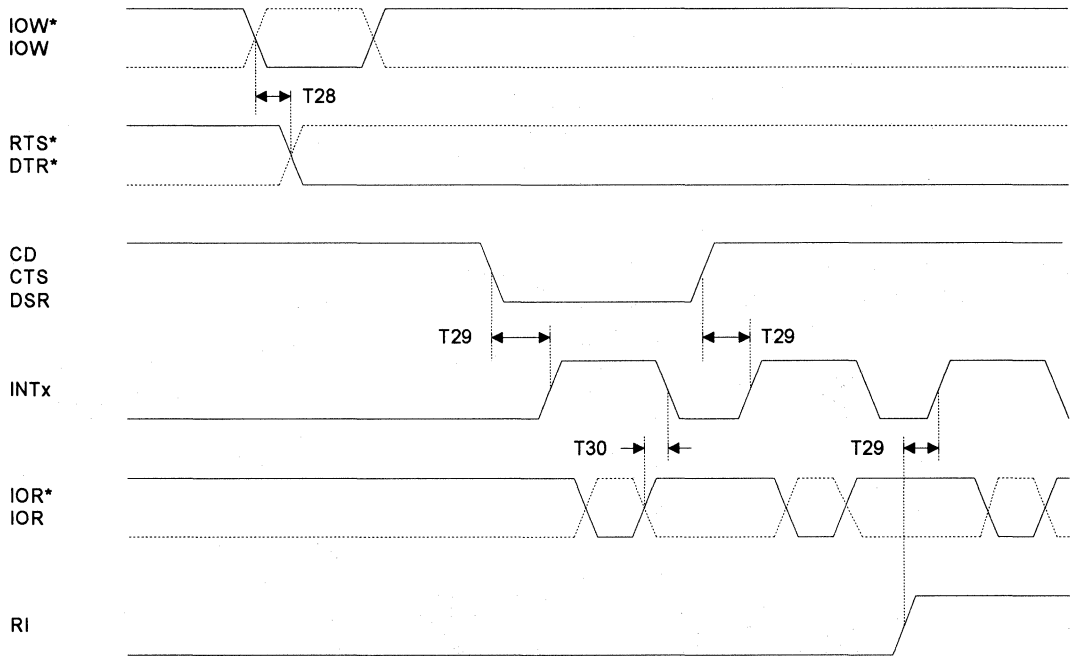 IOW*
IOW
T28
RTS*
DTR*
CD
CTS
DSR
T29
T29
INTx
T30
T29
IOR*
IOR
RI